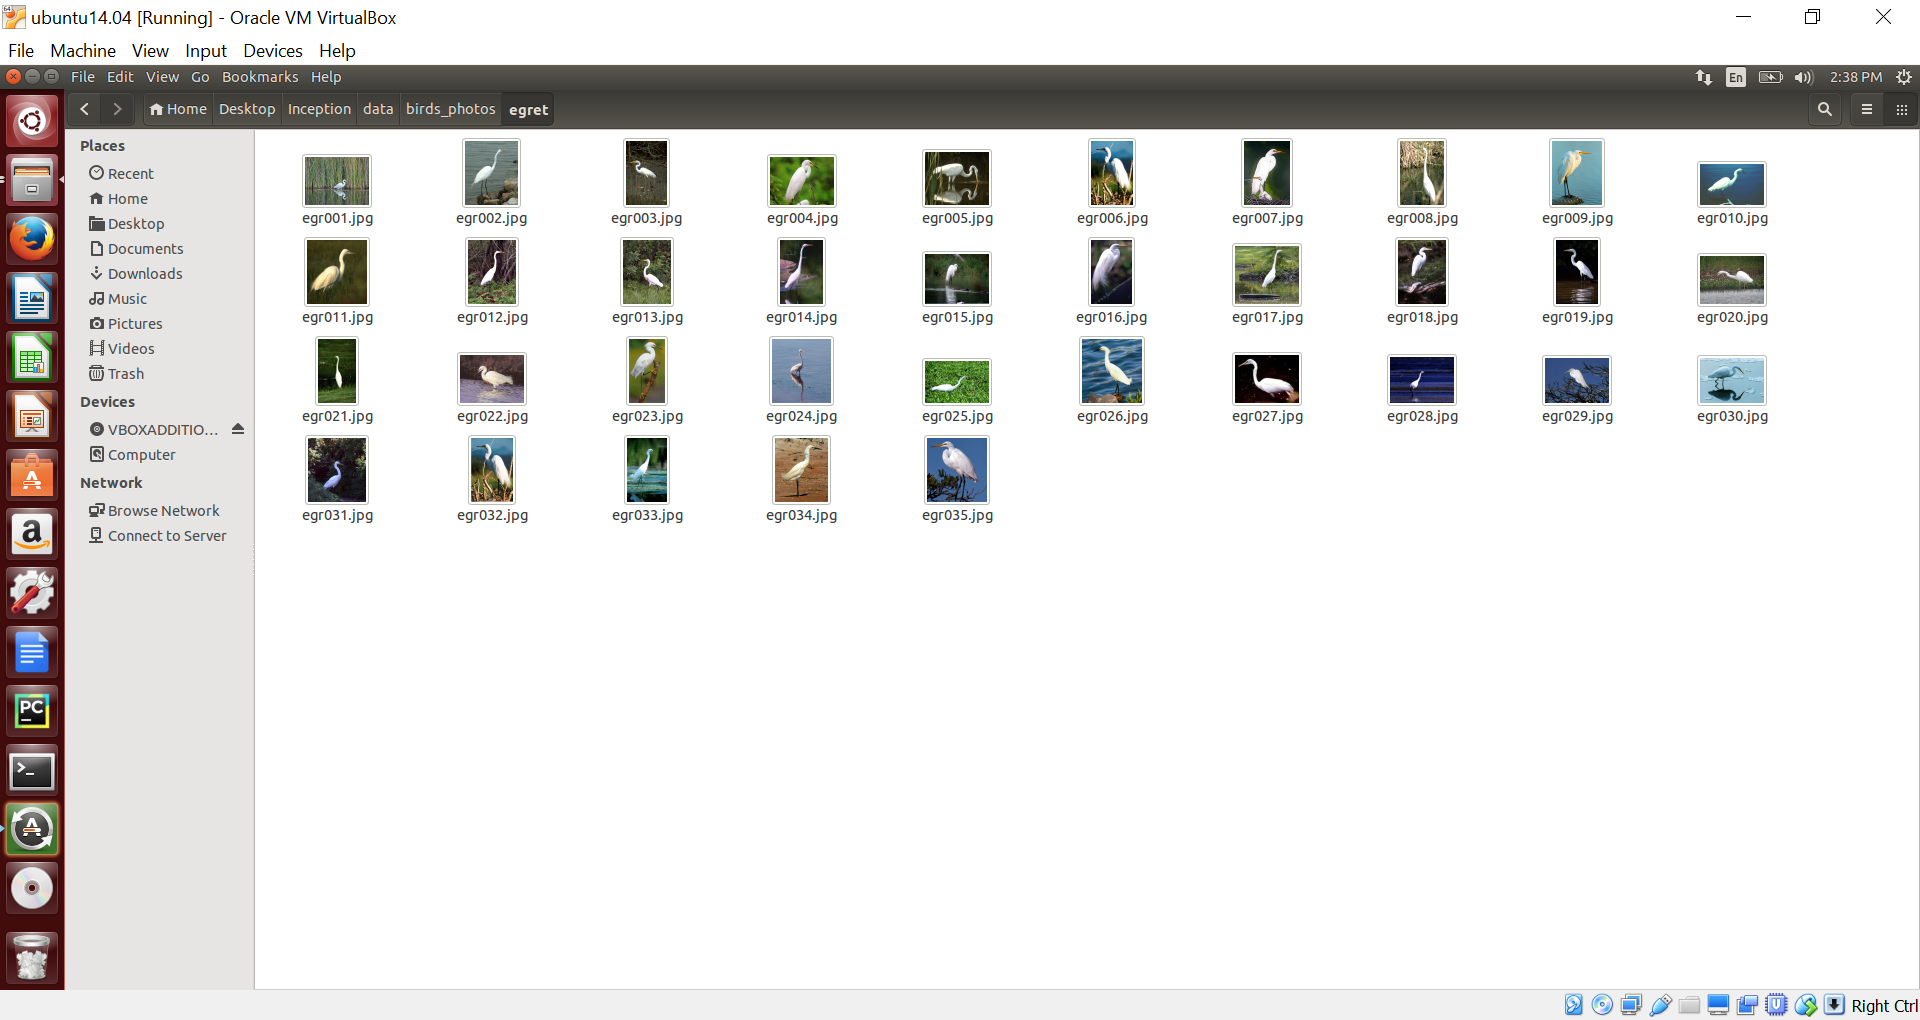 ubuntu14.04 [Running] - Oracle VM VirtualBox
File Machine View Input Devices Help
File Edit View Go Bookmarks Help
En 2:38 PM
Home Desktop Inception data birds_photos egret
Places
Recent
Home
Desktop
Documents
Downloads
Music
Pictures
Videos
Trash
Devices
VBOXADDITIO...
Computer
Network
Browse Network
Connect to Server
egr001.jpg egr002.jpg egr003.jpg egr004.jpg egr005.jpg egr006.jpg egr007.jpg egr008.jpg egr009.jpg egr010.jpg
egr011.jpg egr012.jpg egr013.jpg egr014.jpg egr015.jpg egr016.jpg egr017.jpg egr018.jpg egr019.jpg egr020.jpg
egr021.jpg egr022.jpg egr023.jpg egr024.jpg egr025.jpg egr026.jpg egr027.jpg egr028.jpg egr029.jpg egr030.jpg
egr031.jpg egr032.jpg egr033.jpg egr034.jpg egr035.jpg
a
PC
>_
Right Ctrl